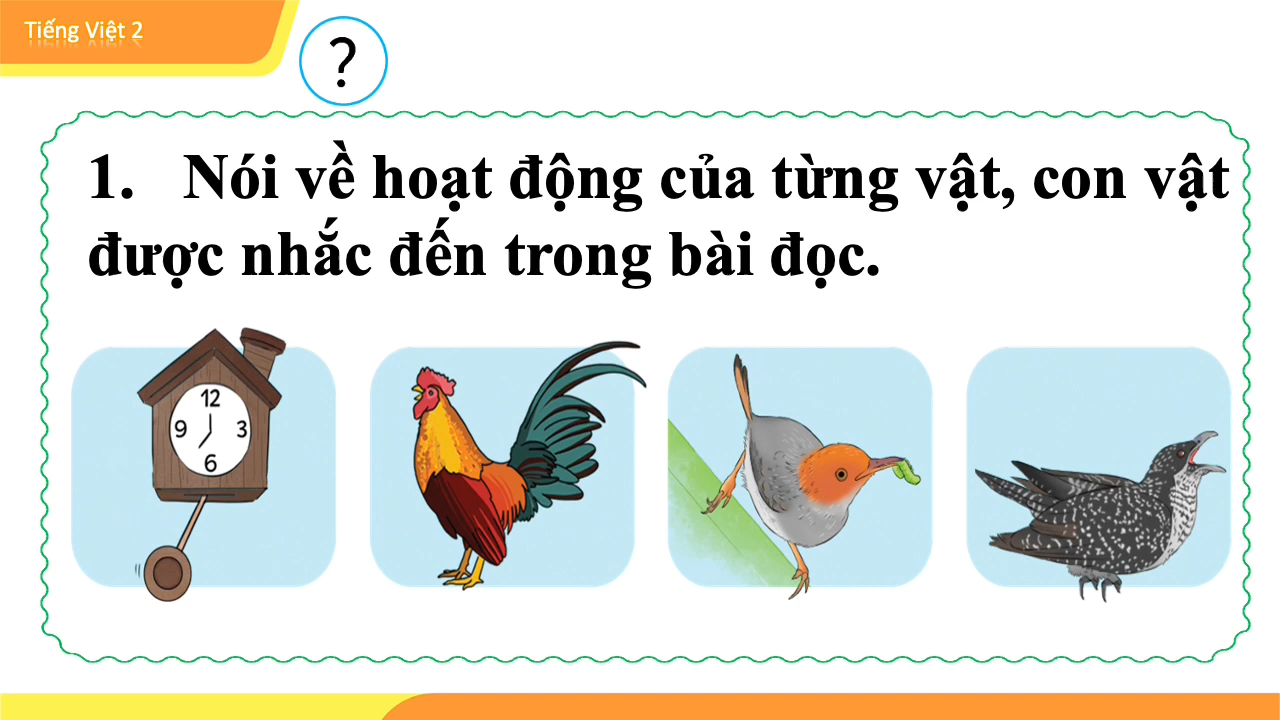 Tiếng Việt 2
?
1. Nói về hoạt động của từng vật, con vật
được nhắc đến trong bài đọc.
12
9 3
6